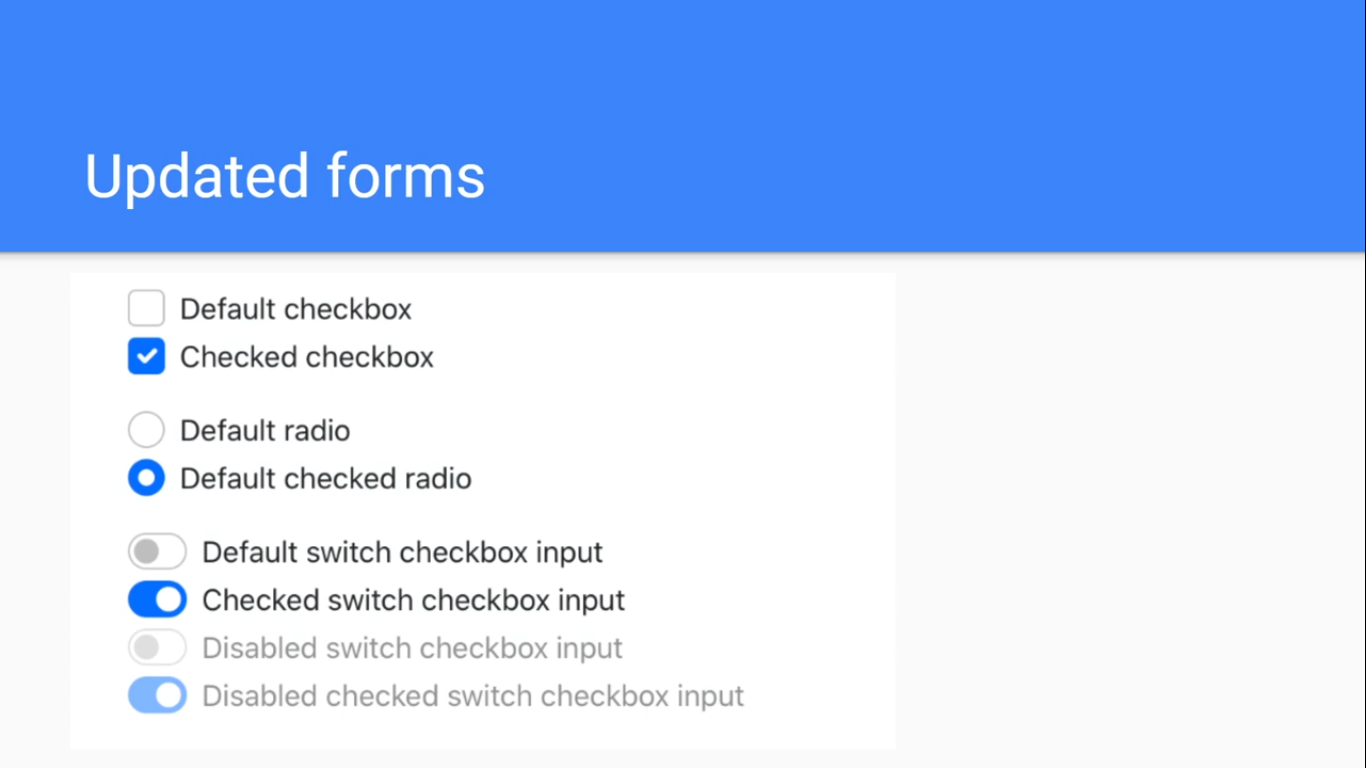 Updated forms
Default checkbox
Checked checkbox
Default radio
Default checked radio
Default switch checkbox input
Checked switch checkbox input
Disabled switch checkbox input
Disabled checked switch checkbox input